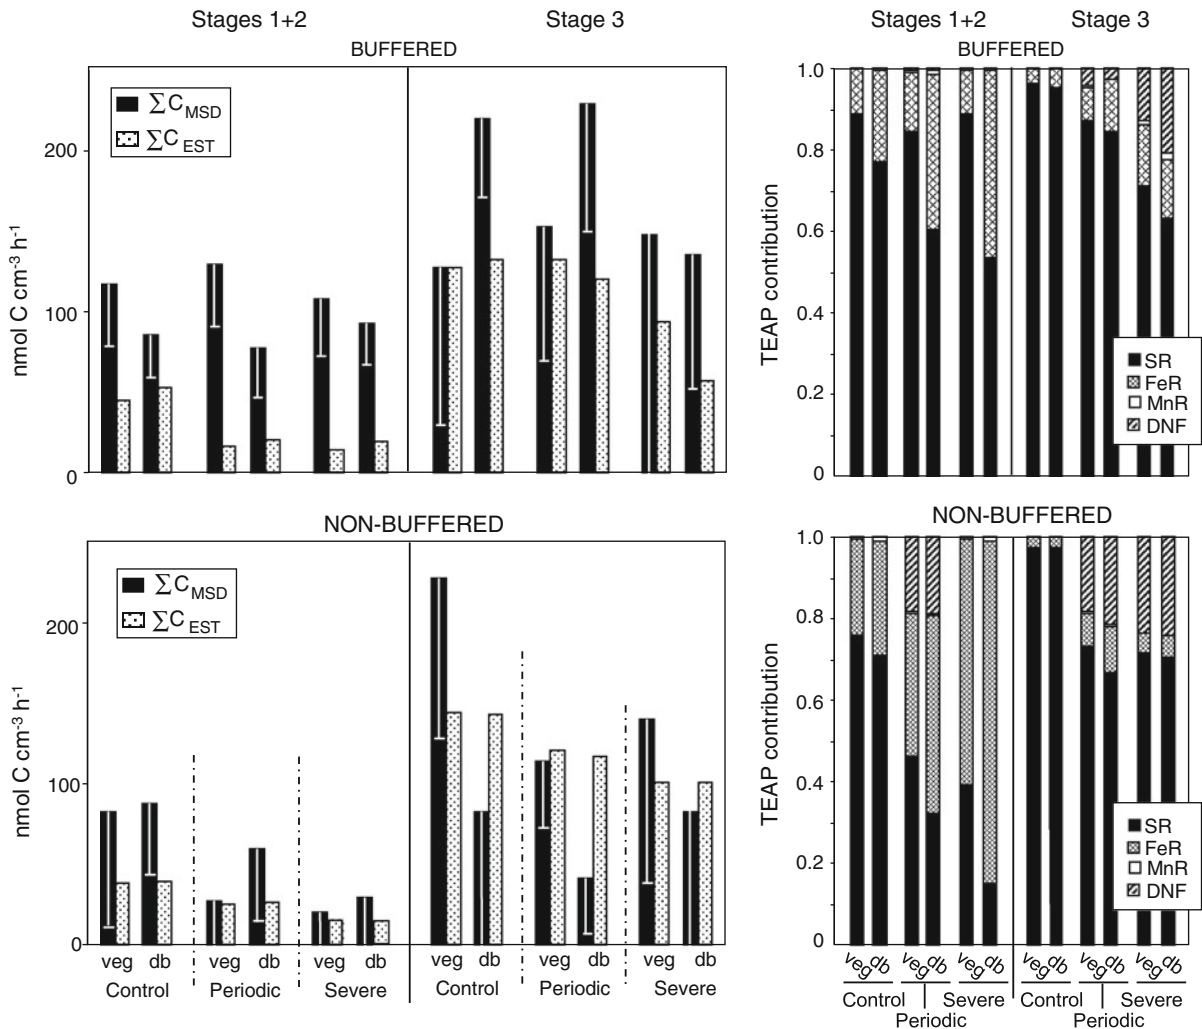 Stages 1+2 Stage 3 Stages 1+2 Stage 3
BUFFERED BUFFERED
∑C MSD
∑C EST
200
100
0
nmol C cm-3 h-1
1.0
0.8
0.6
0.4
0.2
0
TEAP contribution
SR
FeR
MnR
DNF
NON-BUFFERED NON-BUFFERED
∑C MSD
∑C EST
200
100
0
nmol C cm-3 h-1
veg db veg db veg db veg db veg db veg db
Control Periodic Severe Control Periodic Severe
1.0
0.8
0.6
0.4
0.2
0
TEAP contribution
SR
FeR
MnR
DNF
veg db veg db veg db veg db veg db veg db
Control Severe Control Severe
Periodic Periodic